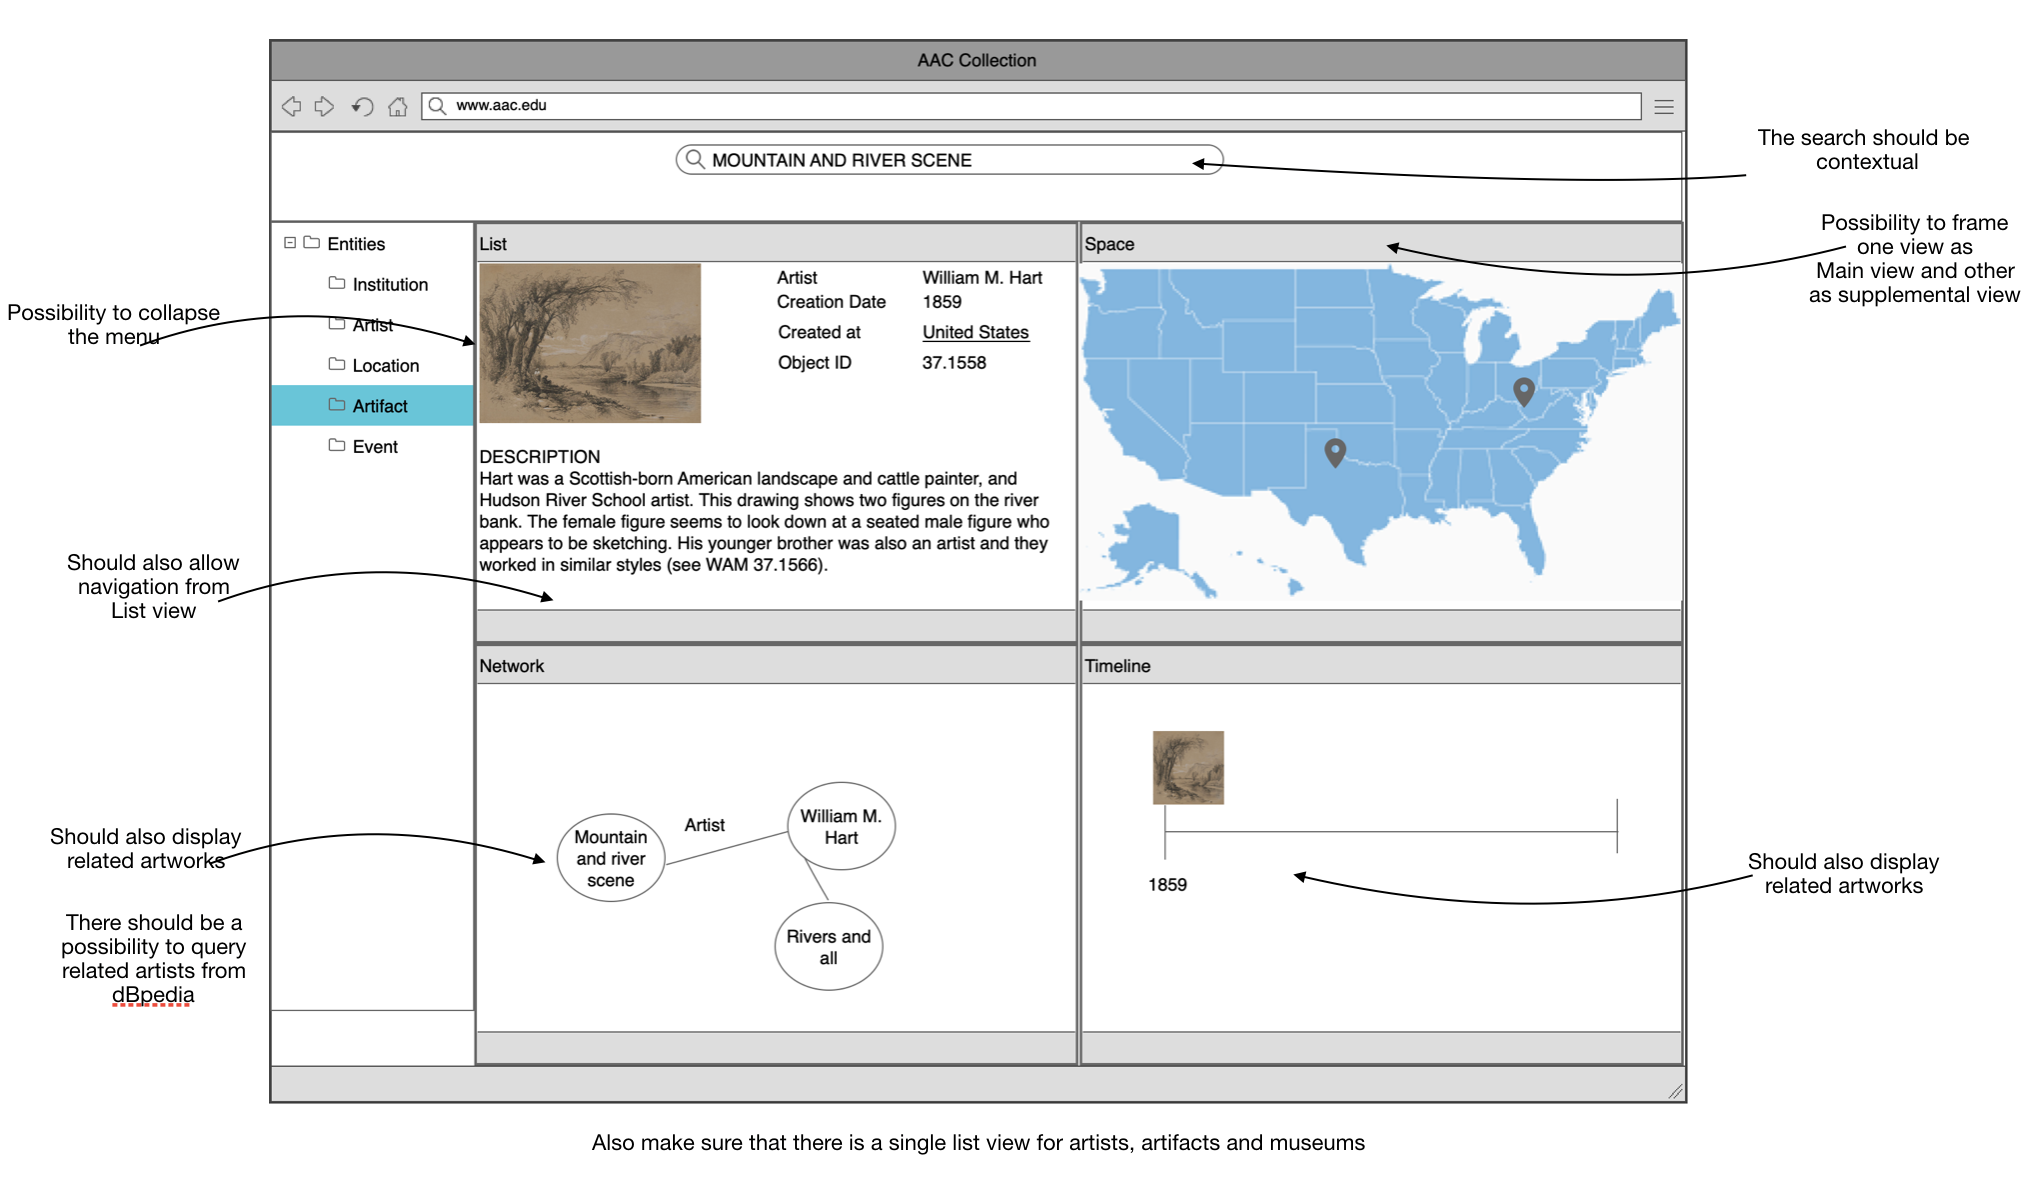 AAC Collection
www.aac.edu
MOUNTAIN AND RIVER SCENE
The search should be
contextual
Possibility to frame
one view as
Main view and other
as supplemental view
Possibility to collapse
the menu
Entities
Institution
Artist
Location
Artifact
Event
List
Artist William M. Hart
Creation Date 1859
Created at United States
Object ID 37.1558
DESCRIPTION
Hart was a Scottish-born American landscape and cattle painter, and
Hudson River School artist. This drawing shows two figures on the river
bank. The female figure seems to look down at a seated male figure who
appears to be sketching. His younger brother was also an artist and they
worked in similar styles (see WAM 37.1566).
Space
Should also allow
navigation from
List view
Network
Mountain
and river
scene
Artist
William M.
Hart
Rivers and
all
Timeline
1859
Should also display
related artworks
There should be a
possibility to query
related artists from
dBpedia
Should also display
related artworks
Also make sure that there is a single list view for artists, artifacts and museums